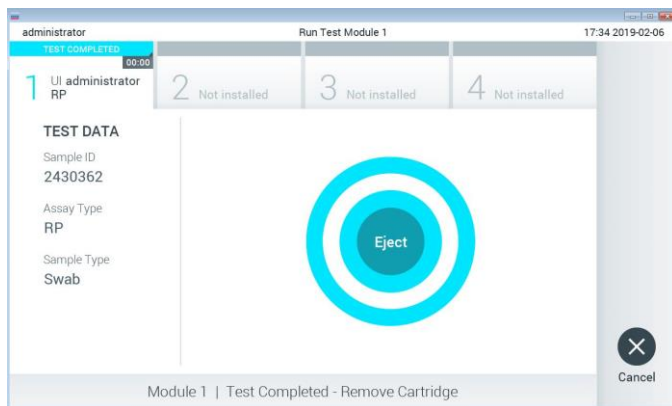 administrator
Run Test Module 1
17:34 2019-02-06
TEST COMPLETED
00:00
1
UI administrator
RP
2
Not installed
3
Not installed
4
Not installed
TEST DATA
Sample ID
2430362
Assay Type
RP
Sample Type
Swab
Eject
Cancel
Module 1 | Test Completed - Remove Cartridge